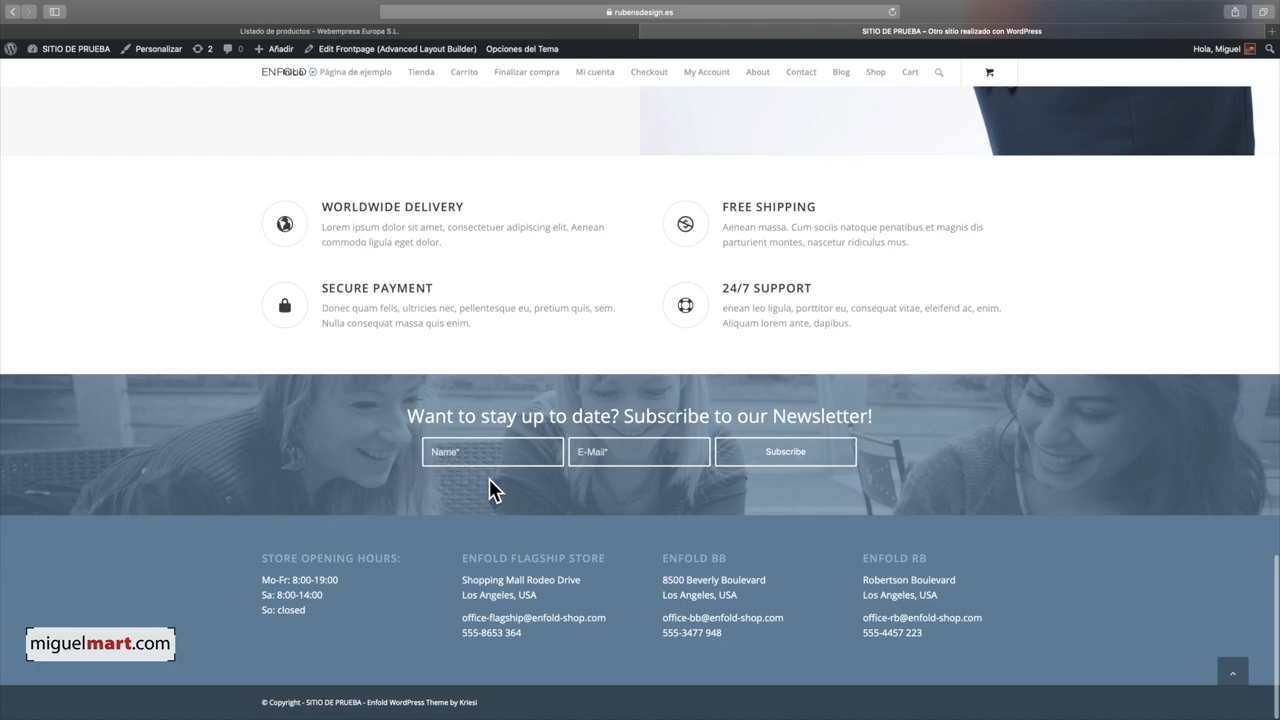 rubensdesign.es
Listado de productos - Webempresa Europa S.L.
SITIO DE PRUEBA – Otro sitio realizado con WordPress
SITIO DE PRUEBA Personalizar 2 0 Añadir Edit Frontpage (Advanced Layout Builder) Opciones del Tema Hola, Miguel
ENFOLD Página de ejemplo Tienda Carrito Finalizar compra Mi cuenta Checkout My Account About Contact Blog Shop Cart
WORLDWIDE DELIVERY
Lorem ipsum dolor sit amet, consectetuer adipiscing elit. Aenean
commodo ligula eget dolor.
FREE SHIPPING
Aenean massa. Cum sociis natoque penatibus et magnis dis
parturient montes, nascetur ridiculus mus.
SECURE PAYMENT
Donec quam felis, ultricies nec, pellentesque eu, pretium quis, sem.
Nulla consequat massa quis enim.
24/7 SUPPORT
enean leo ligula, porttitor eu, consequat vitae, eleifend ac, enim.
Aliquam lorem ante, dapibus.
Want to stay up to date? Subscribe to our Newsletter!
Name* E-Mail* Subscribe
STORE OPENING HOURS:
Mo-Fr: 8:00-19:00
Sa: 8:00-14:00
So: closed
ENFOLD FLAGSHIP STORE
Shopping Mall Rodeo Drive
Los Angeles, USA
office-flagship@enfold-shop.com
555-8653 364
ENFOLD BB
8500 Beverly Boulevard
Los Angeles, USA
office-bb@enfold-shop.com
555-3477 948
ENFOLD RB
Robertson Boulevard
Los Angeles, USA
office-rb@enfold-shop.com
555-4457 223
miguelmart.com
© Copyright - SITIO DE PRUEBA - Enfold WordPress Theme by Kriesi